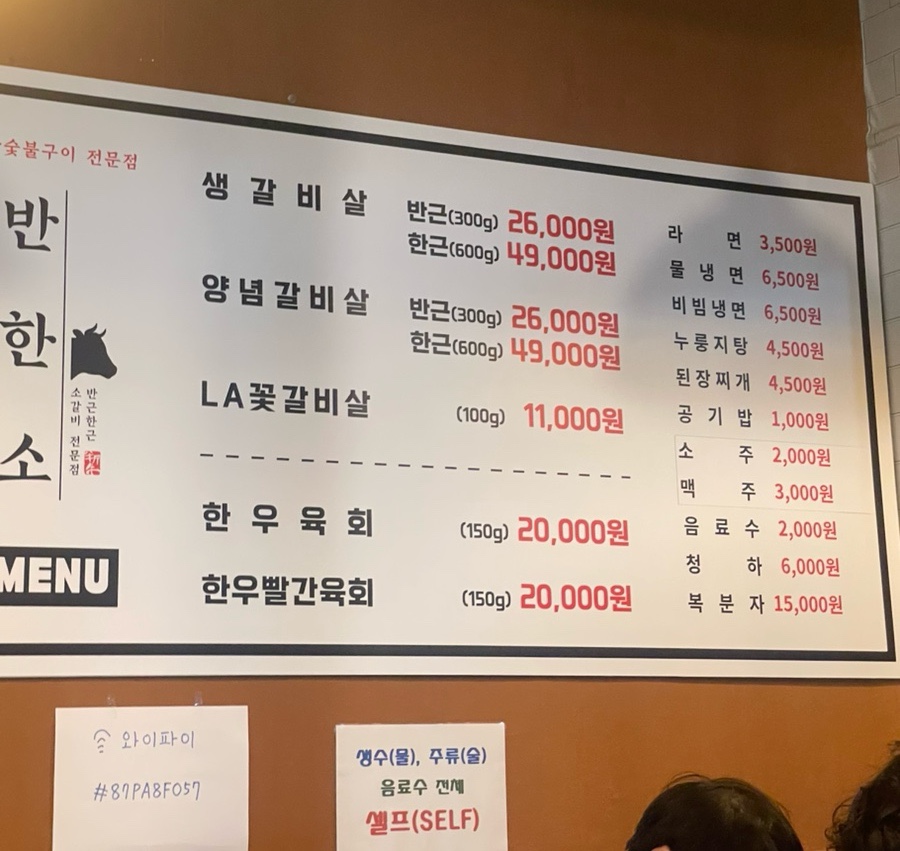 숯불구이 전문점
반한소
반근한근
소갈비 전문점
MENU
생갈비살 반근(300g) 26,000원
한근(600g) 49,000원
양념갈비살 반근(300g) 26,000원
한근(600g) 49,000원
LA꽃갈비살 (100g) 11,000원
한우육회 (150g) 20,000원
한우빨간육회 (150g) 20,000원
라면 3,500원
물냉면 6,500원
비빔냉면 6,500원
누룽지탕 4,500원
된장찌개 4,500원
공기밥 1,000원
소주 2,000원
맥주 3,000원
음료수 2,000원
청하 6,000원
복분자 15,000원
와이파이
#87PA8F057
생수(물), 주류(술)
음료수 전체
셀프(SELF)